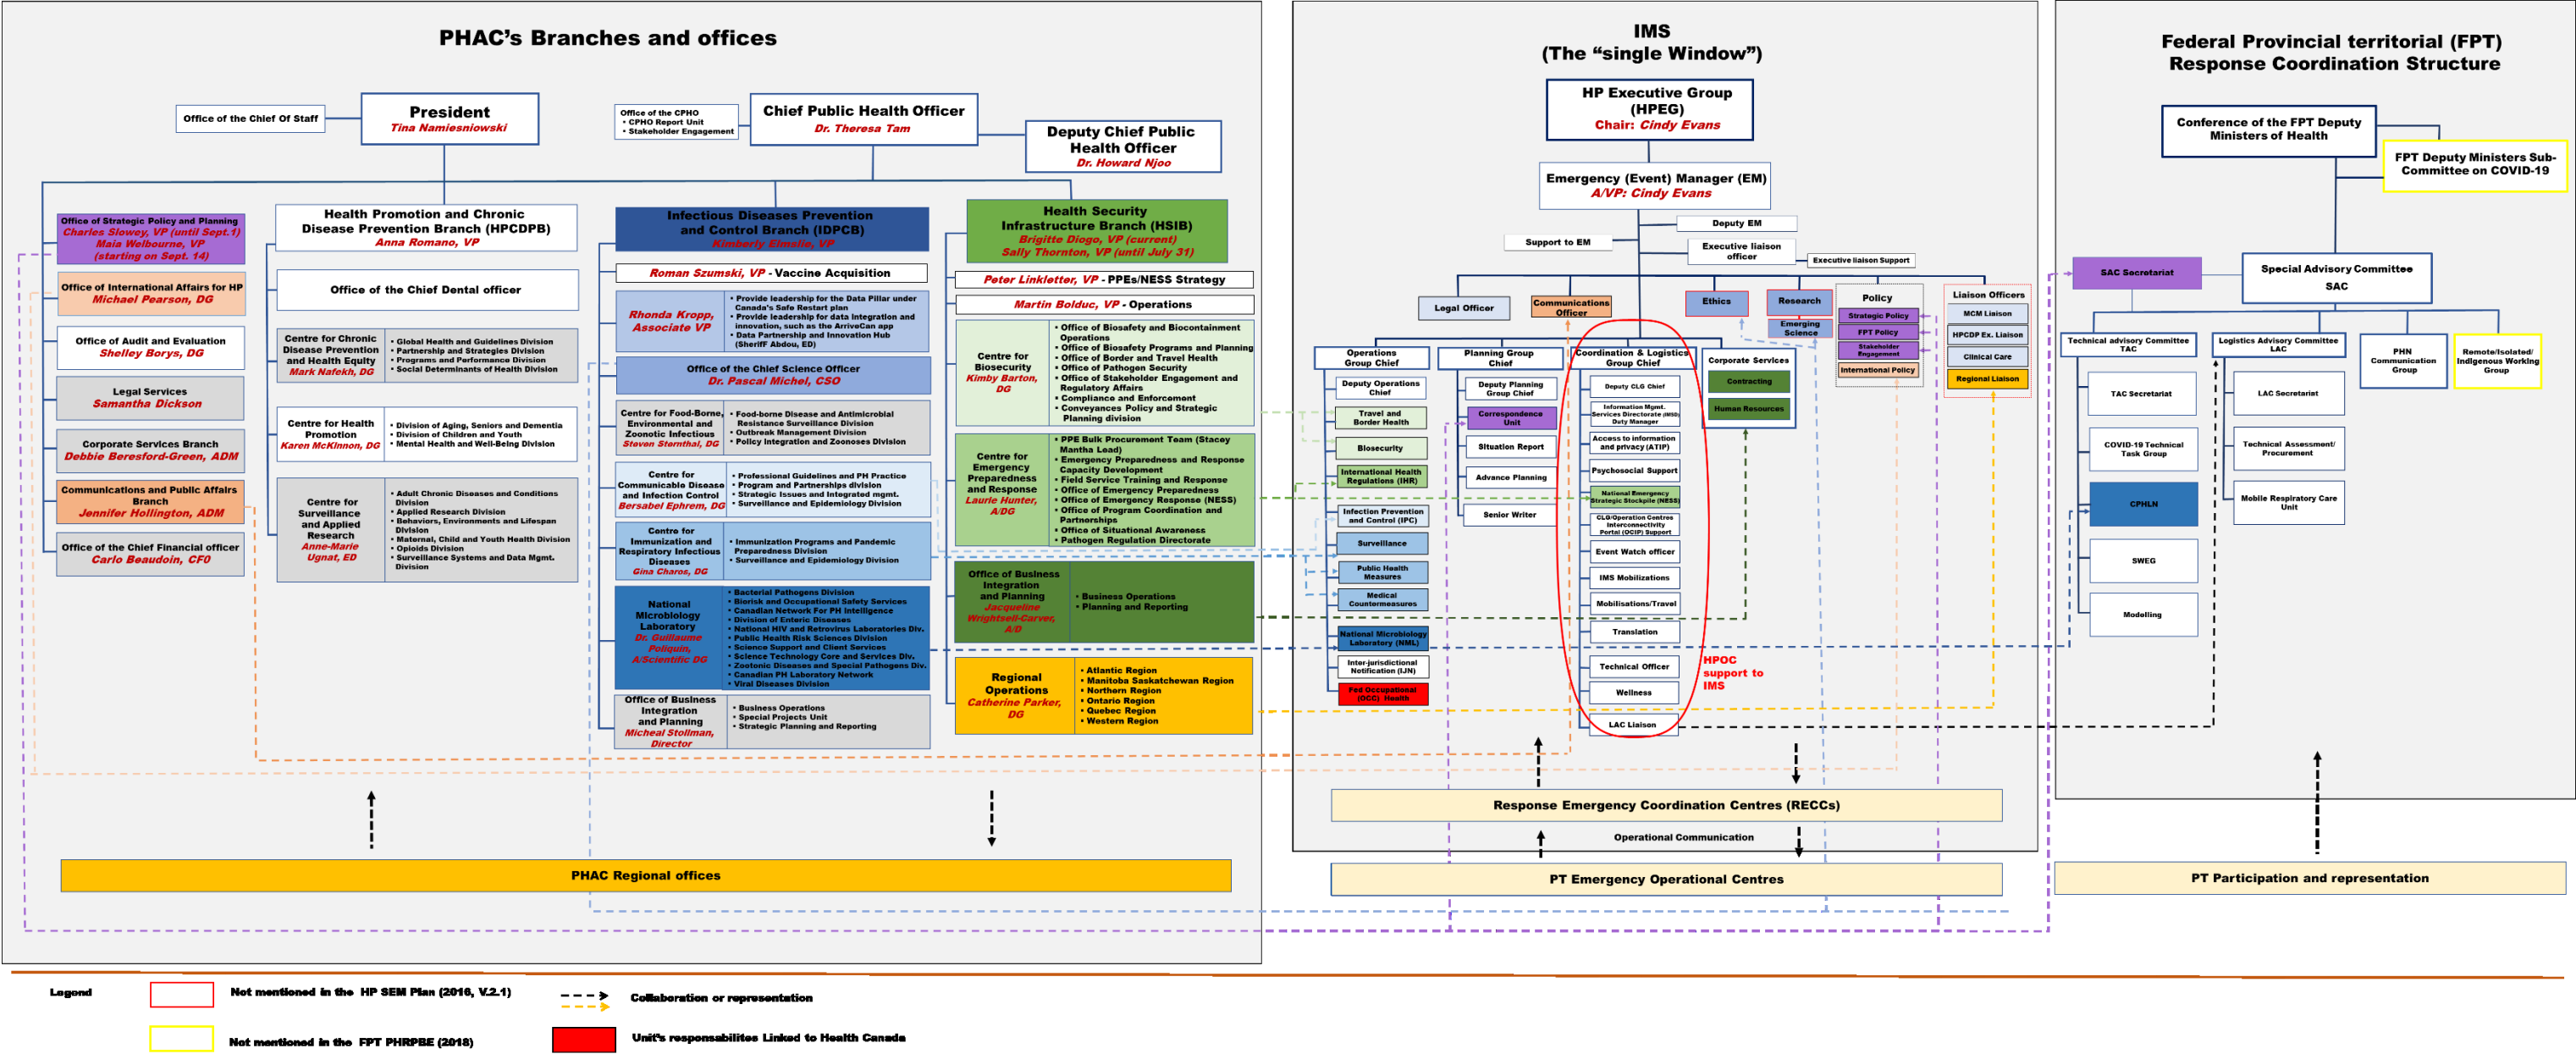 PHAC's Branches and offices
Office of the Chief Of Staff
President
Tina Namiesniowski
Office of the CPHO
• CPHO Report Unit
• Stakeholder Engagement
Chief Public Health Officer
Dr. Theresa Tam
Deputy Chief Public
Health Officer
Dr. Howard Njoo
Office of Strategic Policy and Planning
Charles Slowey, VP (until Sept.1)
Maia Welbourne, VP
(starting on Sept. 14)
Office of International Affairs for HP
Michael Pearson, DG
Office of Audit and Evaluation
Shelley Borys, DG
Legal Services
Samantha Dickson
Corporate Services Branch
Debbie Beresford-Green, ADM
Communications and Public Affairs
Branch
Jennifer Hollington, ADM
Office of the Chief Financial officer
Carlo Beaudoin, CFO
Health Promotion and Chronic
Disease Prevention Branch (HPCDPB)
Anna Romano, VP
Office of the Chief Dental officer
Centre for Chronic
Disease Prevention
and Health Equity
Mark Nafekh, DG
• Global Health and Guidelines Division
• Partnership and Strategies Division
• Programs and Performance Division
• Social Determinants of Health Division
Centre for Health
Promotion
Karen McKinnon, DG
• Division of Aging, Seniors and Dementia
• Division of Children and Youth
• Mental Health and Well-Being Division
Centre for
Surveillance
and Applied
Research
Anne-Marie
Ugnat, ED
• Adult Chronic Diseases and Conditions
Division
• Applied Research Division
• Behaviors, Environments and Lifespan
Division
• Maternal, Child and Youth Health Division
• Opioids Division
• Surveillance Systems and Data Mgmt.
Division
Infectious Diseases Prevention
and Control Branch (IDPCB)
Kimberly Elmslie, VP
Roman Szumski, VP - Vaccine Acquisition
Rhonda Kropp,
Associate VP
• Provide leadership for the Data Pillar under
Canada's Safe Restart plan
• Provide leadership for data integration and
innovation, such as the ArriveCan app
• Data Partnership and Innovation Hub
(Sheriff Abdou, ED)
Office of the Chief Science Officer
Dr. Pascal Michel, CSO
Centre for Food-Borne,
Environmental and
Zoonotic Infectious
Steven Sternthal, DG
• Food-borne Disease and Antimicrobial
Resistance Surveillance Division
• Outbreak Management Division
• Policy Integration and Zoonoses Division
Centre for
Communicable Disease
and Infection Control
Bersabel Ephrem, DG
• Professional Guidelines and PH Practice
• Program and Partnerships division
• Strategic Issues and Integrated mgmt.
• Surveillance and Epidemiology Division
Centre for
Immunization and
Respiratory Infectious
Diseases
Gina Charos, DG
• Immunization Programs and Pandemic
Preparedness Division
• Surveillance and Epidemiology Division
National
Microbiology
Laboratory
Dr. Guillaume
Poliquin,
A/Scientific DG
• Bacterial Pathogens Division
• Biorisk and Occupational Safety Services
• Canadian Network For PH Intelligence
• Division of Enteric Diseases
• National HIV and Retrovirus Laboratories Div.
• Public Health Risk Sciences Division
• Science Support and Client Services
• Science Technology Core and Services Div.
• Zootonic Diseases and Special Pathogens Div.
• Canadian PH Laboratory Network
• Viral Diseases Division
Office of Business
Integration
and Planning
Micheal Stollman,
Director
• Business Operations
• Special Projects Unit
• Strategic Planning and Reporting
Health Security
Infrastructure Branch (HSIB)
Brigitte Diogo, VP (current)
Sally Thornton, VP (until July 31)
Peter Linkletter, VP - PPEs/NESS Strategy
Martin Bolduc, VP - Operations
Centre for
Biosecurity
Kimby Barton,
DG
• Office of Biosafety and Biocontainment
Operations
• Office of Biosafety Programs and Planning
• Office of Border and Travel Health
• Office of Pathogen Security
• Office of Stakeholder Engagement and
Regulatory Affairs
• Compliance and Enforcement
• Conveyances Policy and Strategic
Planning division
Centre for
Emergency
Preparedness
and Response
Laurie Hunter,
A/DG
• PPE Bulk Procurement Team (Stacey
Mantha Lead)
• Emergency Preparedness and Response
Capacity Development
• Field Service Training and Response
• Office of Emergency Preparedness
• Office of Emergency Response (NESS)
• Office of Program Coordination and
Partnerships
• Office of Situational Awareness
• Pathogen Regulation Directorate
Office of Business
Integration
and Planning
Jacqueline
Wrightsell-Carver,
A/D
• Business Operations
• Planning and Reporting
Regional
Operations
Catherine Parker,
DG
• Atlantic Region
• Manitoba Saskatchewan Region
• Northern Region
• Ontario Region
• Quebec Region
• Western Region
PHAC Regional offices
IMS
(The "single Window")
HP Executive Group
(HPEG)
Chair: Cindy Evans
Emergency (Event) Manager (EM)
A/VP: Cindy Evans
Deputy EM
Support to EM
Executive liaison
officer
Executive liaison Support
Legal Officer
Communications
Officer
Ethics
Research
Emerging
Science
Policy
Strategic Policy
FPT Policy
Stakeholder
Engagement
International Policy
Liaison Officers
MCM Liaison
HPCDP Ex. Liaison
Clinical Care
Regional Liaison
Operations
Group Chief
Deputy Operations
Chief
Travel and
Border Health
Biosecurity
International Health
Regulations (IHR)
Infection Prevention
and Control (IPC)
Surveillance
Public Health
Measures
Medical
Countermeasures
National Microbiology
Laboratory (NML)
Inter-jurisdictional
Notification (IJN)
Fed Occupational
(OCC) Health
Planning Group
Chief
Deputy Planning
Group Chief
Correspondence
Unit
Situation Report
Advance Planning
Senior Writer
Coordination & Logistics
Group Chief
Deputy CLG Chief
Information Mgmt.
Services Directorate (IMSD)
Duty Manager
Access to information
and privacy (ATIP)
Psychosocial Support
National Emergency
Strategic Stockpile (NESS)
CLG/Operation Centres
Interconnectivity
Portal (OCIP) Support
Event Watch officer
IMS Mobilizations
Mobilisations/Travel
Translation
Technical Officer
Wellness
LAC Liaison
Corporate Services
Contracting
Human Resources
HPOC
support to
IMS
Response Emergency Coordination Centres (RECCs)
Operational Communication
PT Emergency Operational Centres
Federal Provincial territorial (FPT)
Response Coordination Structure
Conference of the FPT Deputy
Ministers of Health
FPT Deputy Ministers Sub-
Committee on COVID-19
SAC Secretariat
Special Advisory Committee
SAC
Technical advisory Committee
TAC
TAC Secretariat
COVID-19 Technical
Task Group
CPHLN
SWEG
Modelling
Logistics Advisory Committee
LAC
LAC Secretariat
Technical Assessment/
Procurement
Mobile Respiratory Care
Unit
PHN
Communication
Group
Remote/Isolated/
Indigenous Working
Group
PT Participation and representation
Legend
Not mentioned in the HP SEM Plan (2016, V.2.1)
Not mentioned in the FPT PHRPBE (2018)
Collaboration or representation
Unit's responsabilites Linked to Health Canada